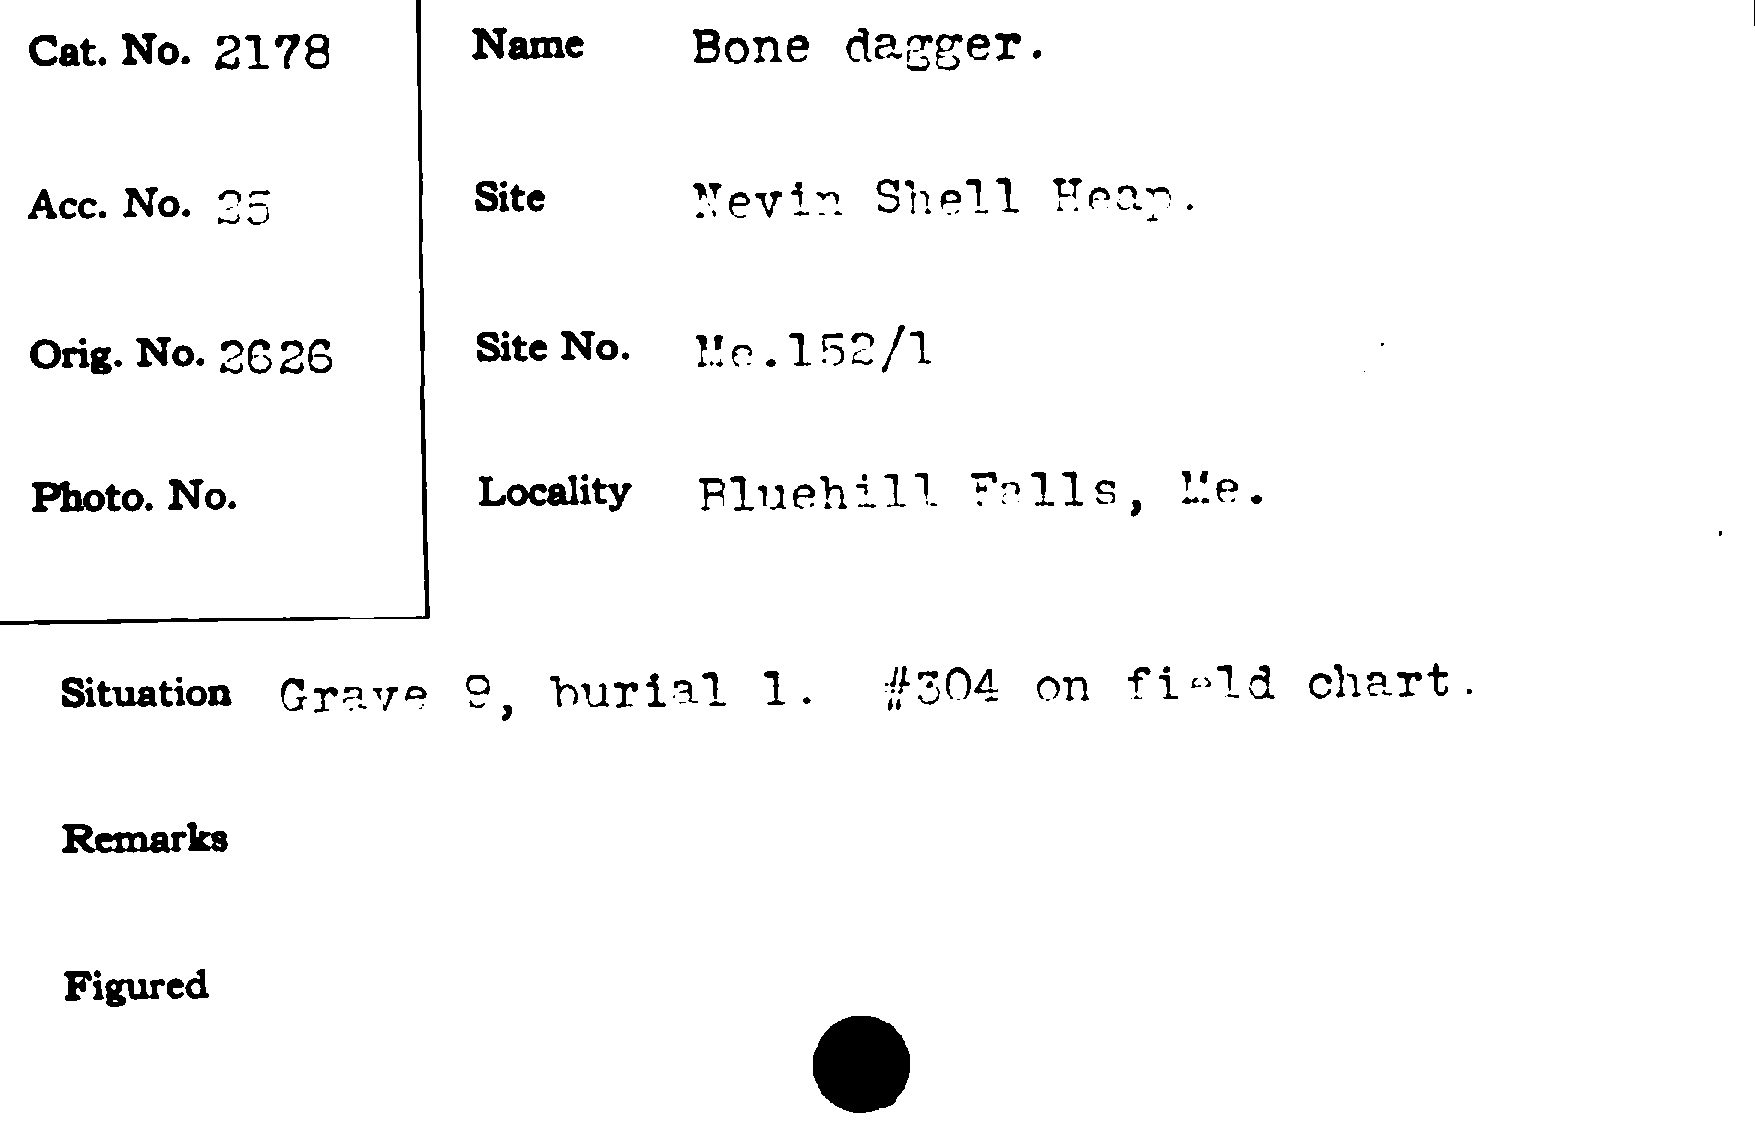 Cat. No. 2178
Name Bone dagger.
Acc. No. 25
Site Nevin Shell Heap.
Orig. No. 2626
Site No. Me.152/1
Photo. No.
Locality Bluehill Falls, Me.
Situation Grave 9, burial 1. #304 on field chart.
Remarks
Figured